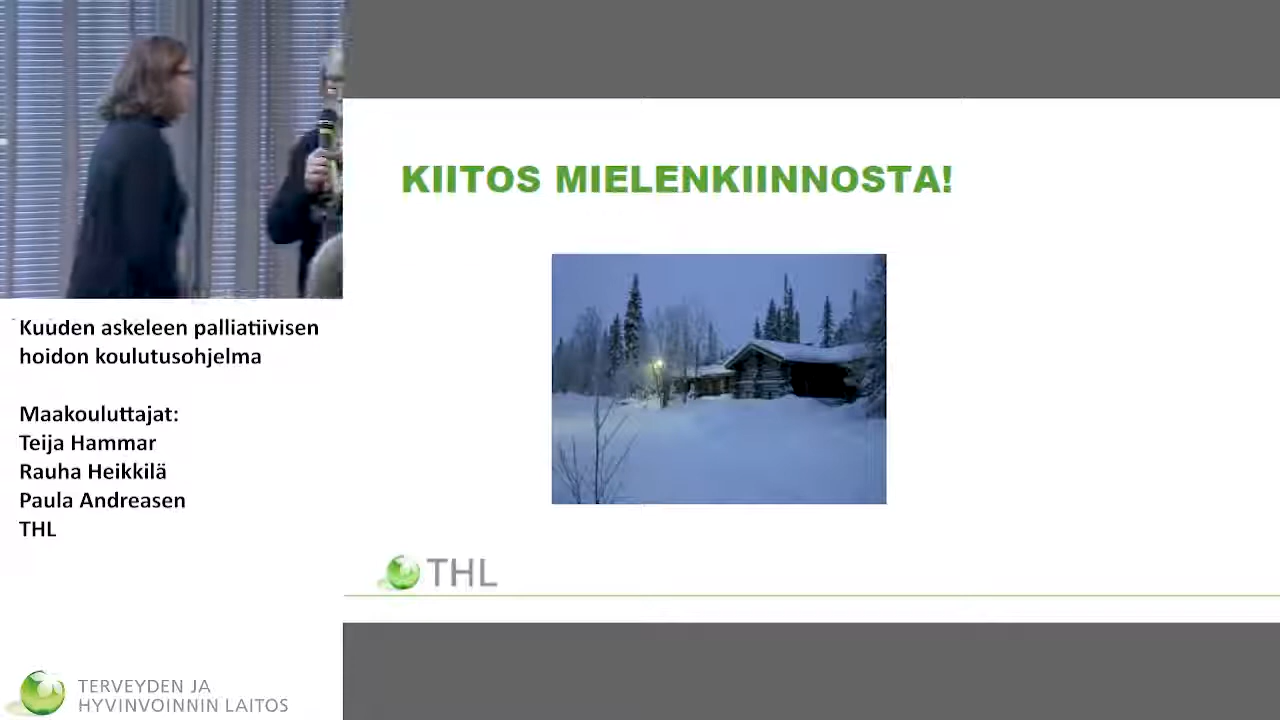 KIITOS MIELENKIINNOSTA!
Kuuden askeleen palliatiivisen
hoidon koulutusohjelma
Maakouluttajat:
Teija Hammar
Rauha Heikkilä
Paula Andreasen
THL
THL
TERVEYDEN JA
HYVINVOINNIN LAITOS